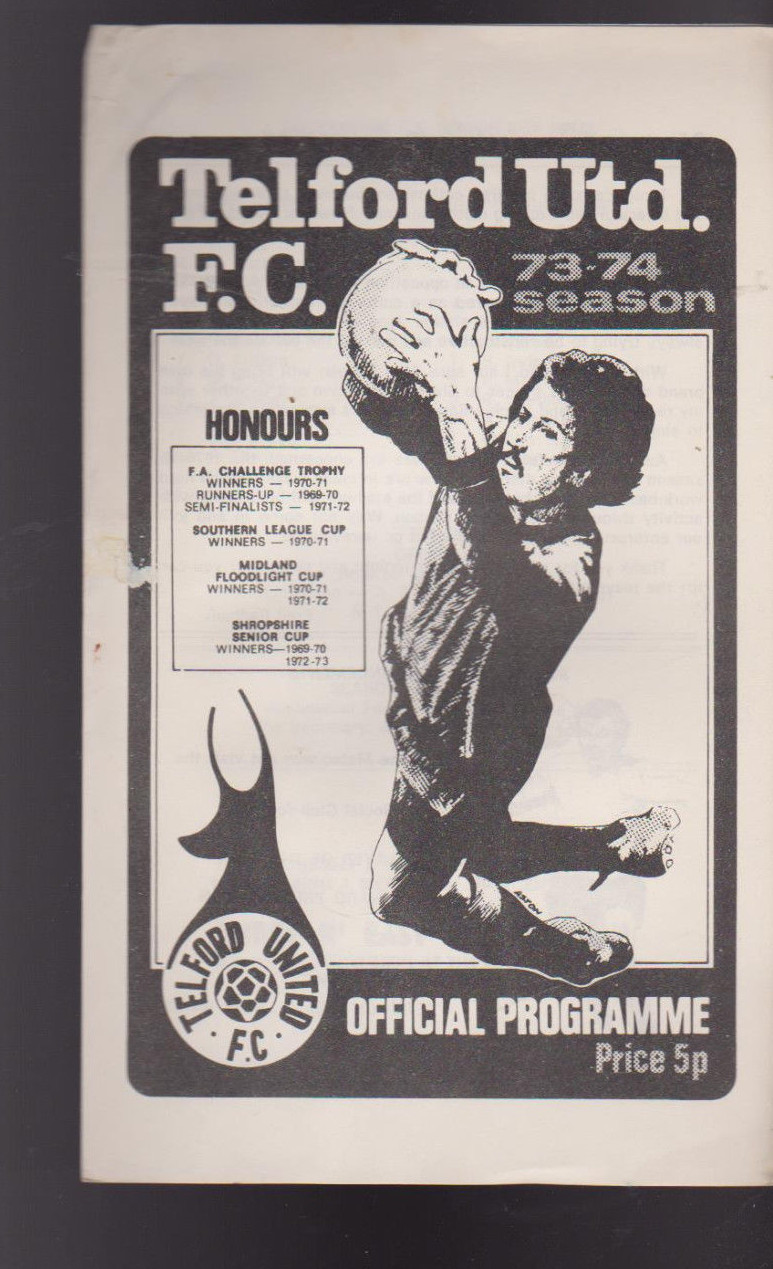 Telford Utd.
F.C.
73-74
season
HONOURS
F.A. CHALLENGE TROPHY
WINNERS — 1970-71
RUNNERS-UP — 1969-70
SEMI-FINALISTS — 1971-72
SOUTHERN LEAGUE CUP
WINNERS — 1970-71
MIDLAND
FLOODLIGHT CUP
WINNERS — 1970-71
1971-72
SHROPSHIRE
SENIOR CUP
WINNERS—1969-70
1972-73
ASTON
TELFORD UNITED
· F.C ·
OFFICIAL PROGRAMME
Price 5p